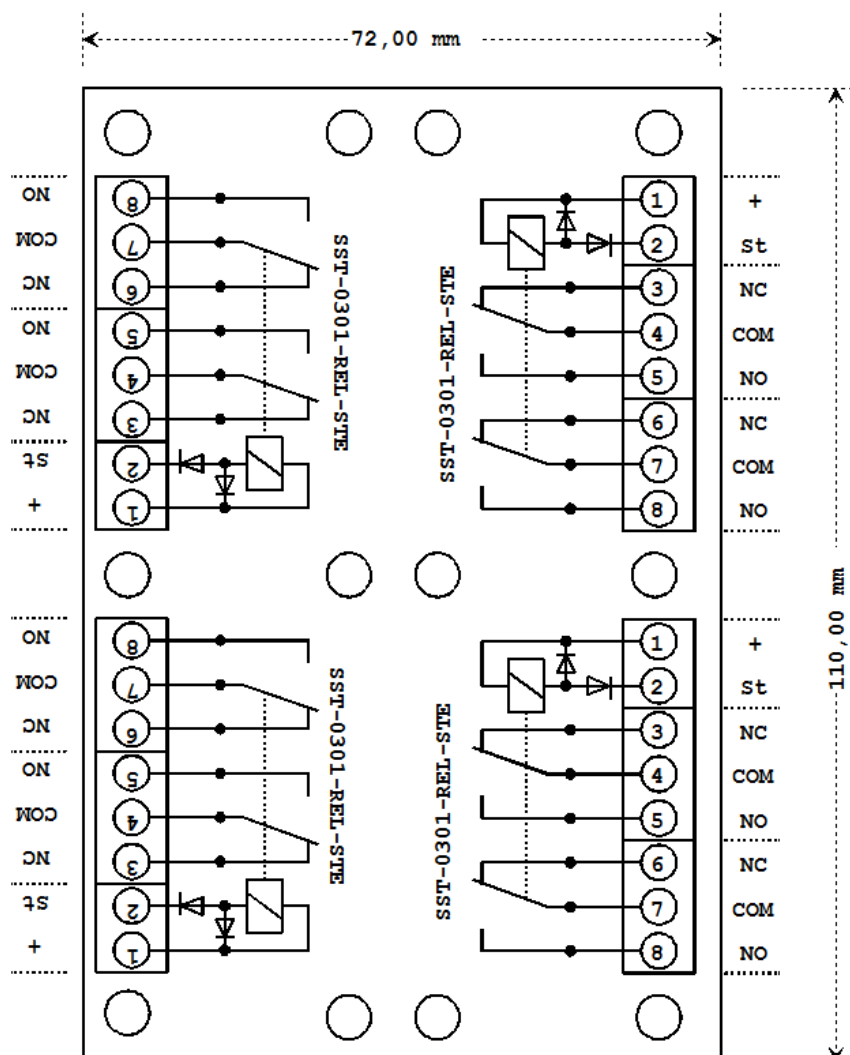 72,00 mm
110,00 mm
NO
COM
NC
NO
COM
NC
St
+
8
7
6
5
4
3
2
1
SST-0301-REL-STE
SST-0301-REL-STE
1
2
3
4
5
6
7
8
+
St
NC
COM
NO
NC
COM
NO
NO
COM
NC
NO
COM
NC
St
+
8
7
6
5
4
3
2
1
SST-0301-REL-STE
SST-0301-REL-STE
1
2
3
4
5
6
7
8
+
St
NC
COM
NO
NC
COM
NO